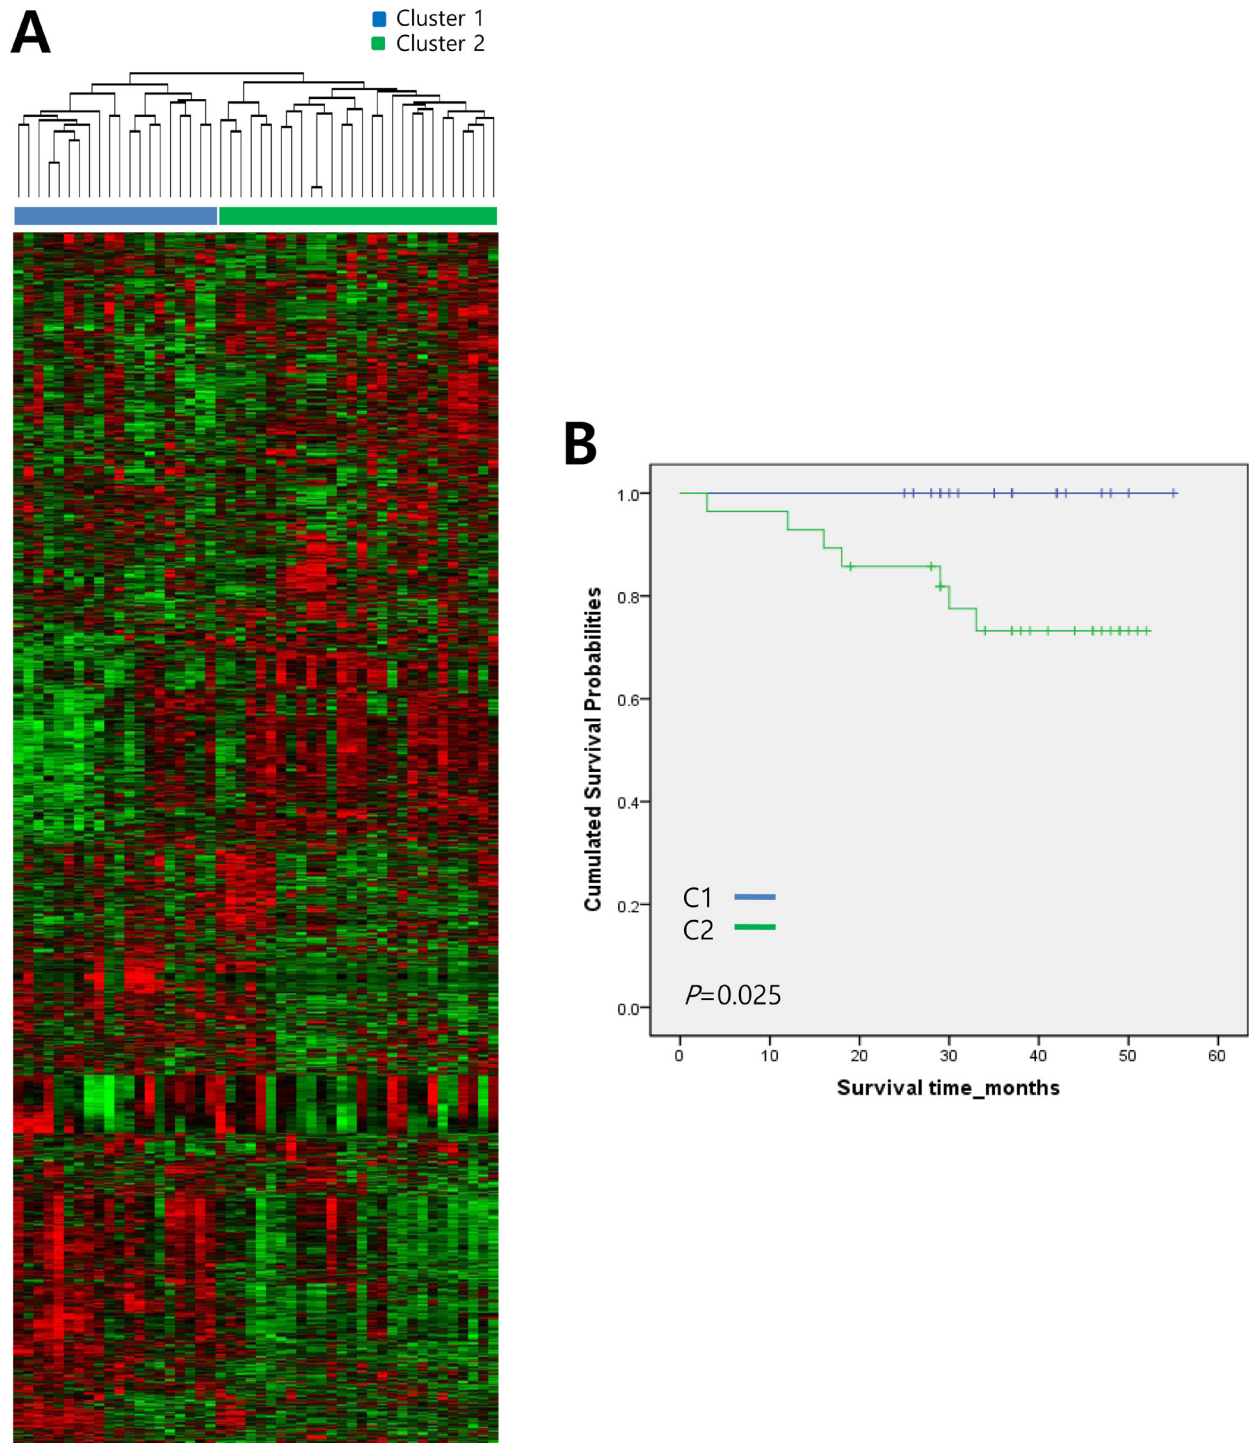 A
Cluster 1
Cluster 2
B
Cumulated Survival Probabilities
1.0
0.8
0.6
0.4
0.2
0.0
C1
C2
P=0.025
0 10 20 30 40 50 60
Survival time_months